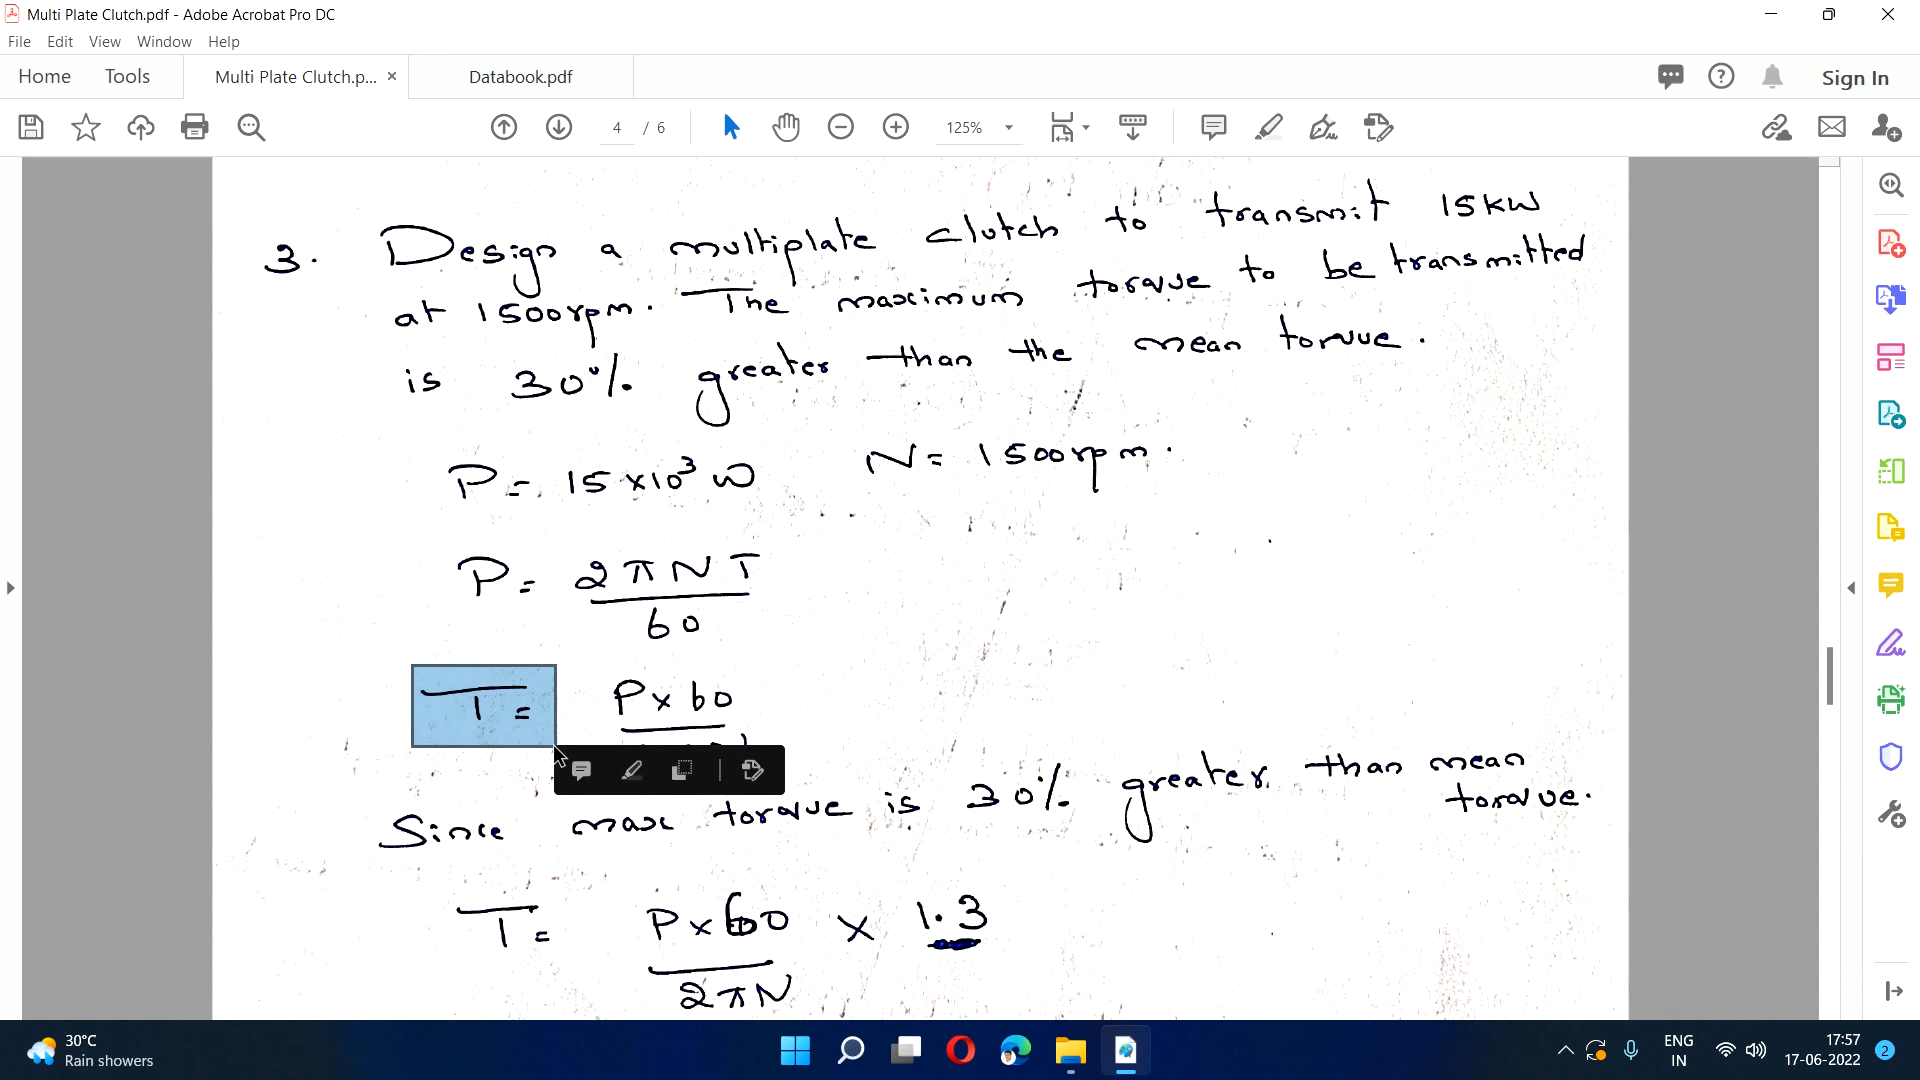 Multi Plate Clutch.pdf - Adobe Acrobat Pro DC
File Edit View Window Help
Home Tools Multi Plate Clutch.p... × Databook.pdf Sign In
4 / 6 125%
3. Design a multiplate clutch to transmit 15kW
at 1500rpm. The maximum torque to be transmitted
is 30% greater than the mean torque.
P = 15 x10³ W N = 1500rpm.
P = 2πNT
60
T = P x 60
Since max torque is 30% greater than mean
torque.
T = P x 60 x 1.3
2πN
30°C
Rain showers
ENG
IN
17:57
17-06-2022
2